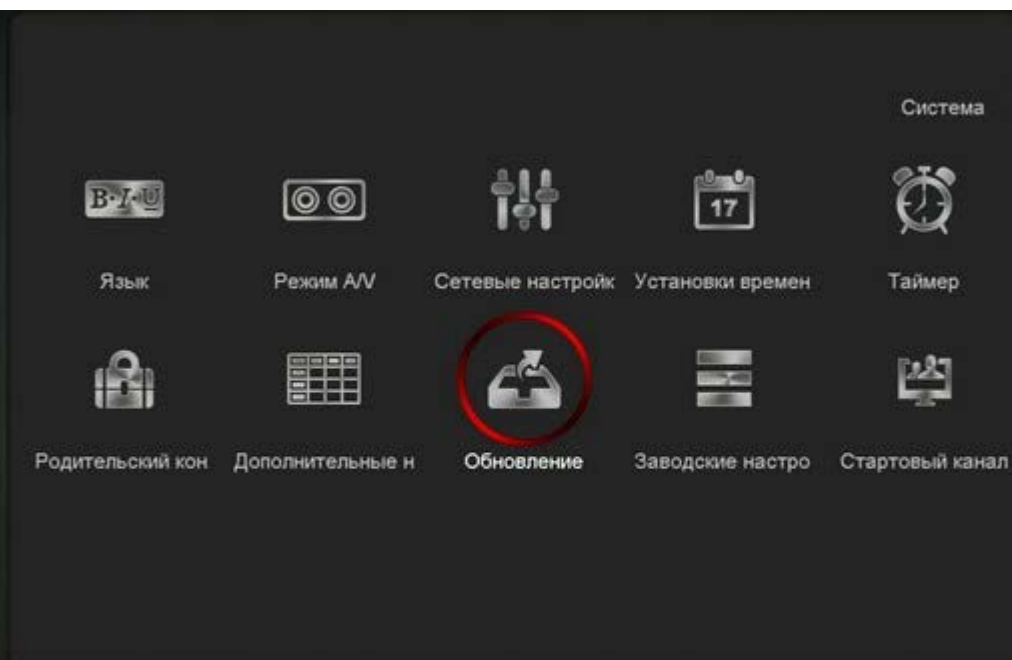 Система
B·I·U
17
Язык
Режим A/V
Сетевые настройк
Установки времен
Таймер
Родительский кон
Дополнительные н
Обновление
Заводские настро
Стартовый канал